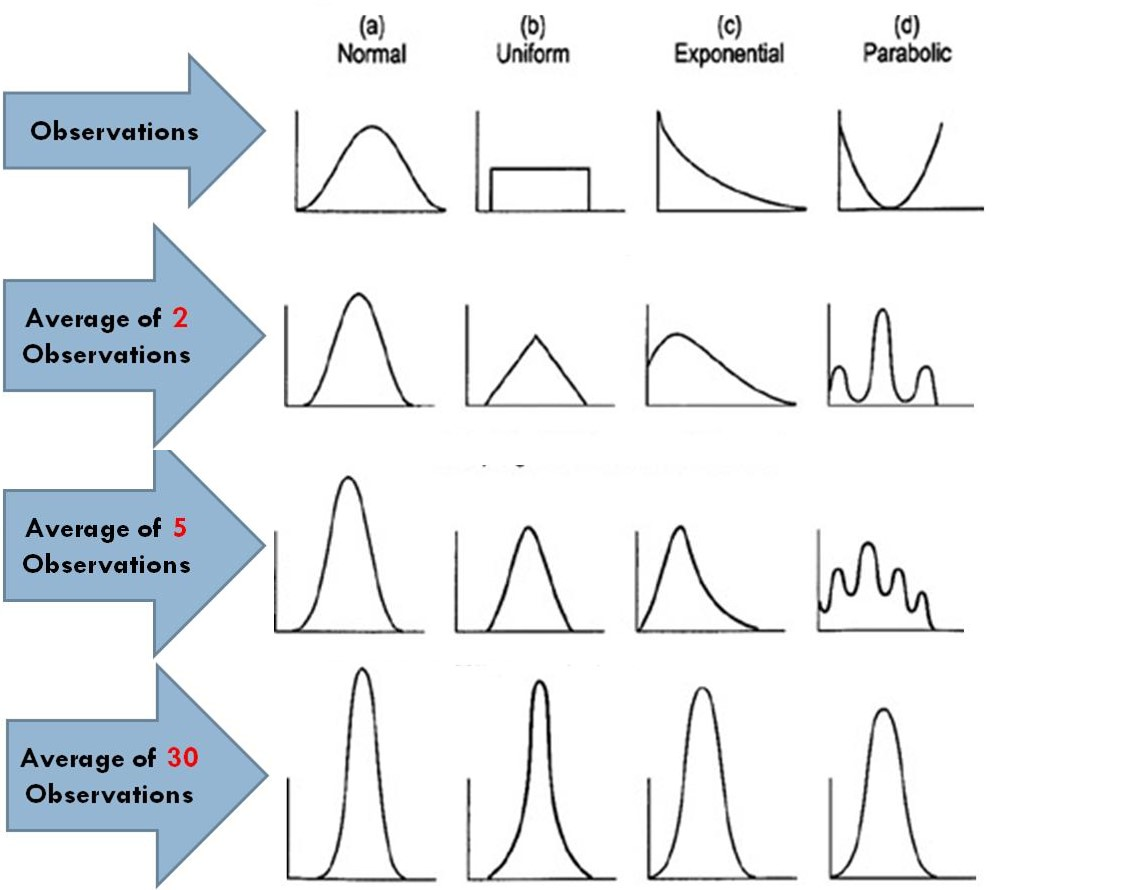 (a)
Normal
(b)
Uniform
(c)
Exponential
(d)
Parabolic
Observations
Average of 2
Observations
Average of 5
Observations
Average of 30
Observations